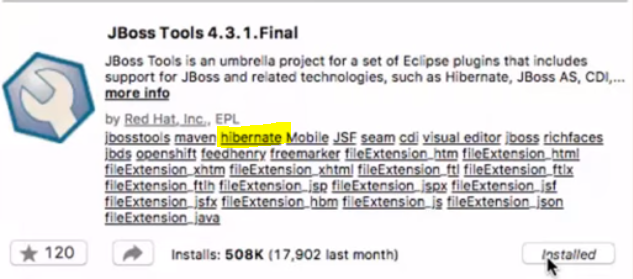 JBoss Tools 4.3.1.Final
JBoss Tools is an umbrella project for a set of Eclipse plugins that includes
support for JBoss and related technologies, such as Hibernate, JBoss AS, CDI,...
more info
by Red Hat, Inc., EPL
jbosstools maven hibernate Mobile JSF seam cdi visual editor jboss richfaces
jbds openshift feedhenry freemarker fileExtension_htm fileExtension_html
fileExtension_xhtm fileExtension_xhtml fileExtension_ftl fileExtension_ftlx
fileExtension_ftlh fileExtension_jsp fileExtension_jspx fileExtension_jsf
fileExtension_jsfx fileExtension_hbm fileExtension_js fileExtension_json
fileExtension_java
120 Installs: 508K (17,902 last month) Installed